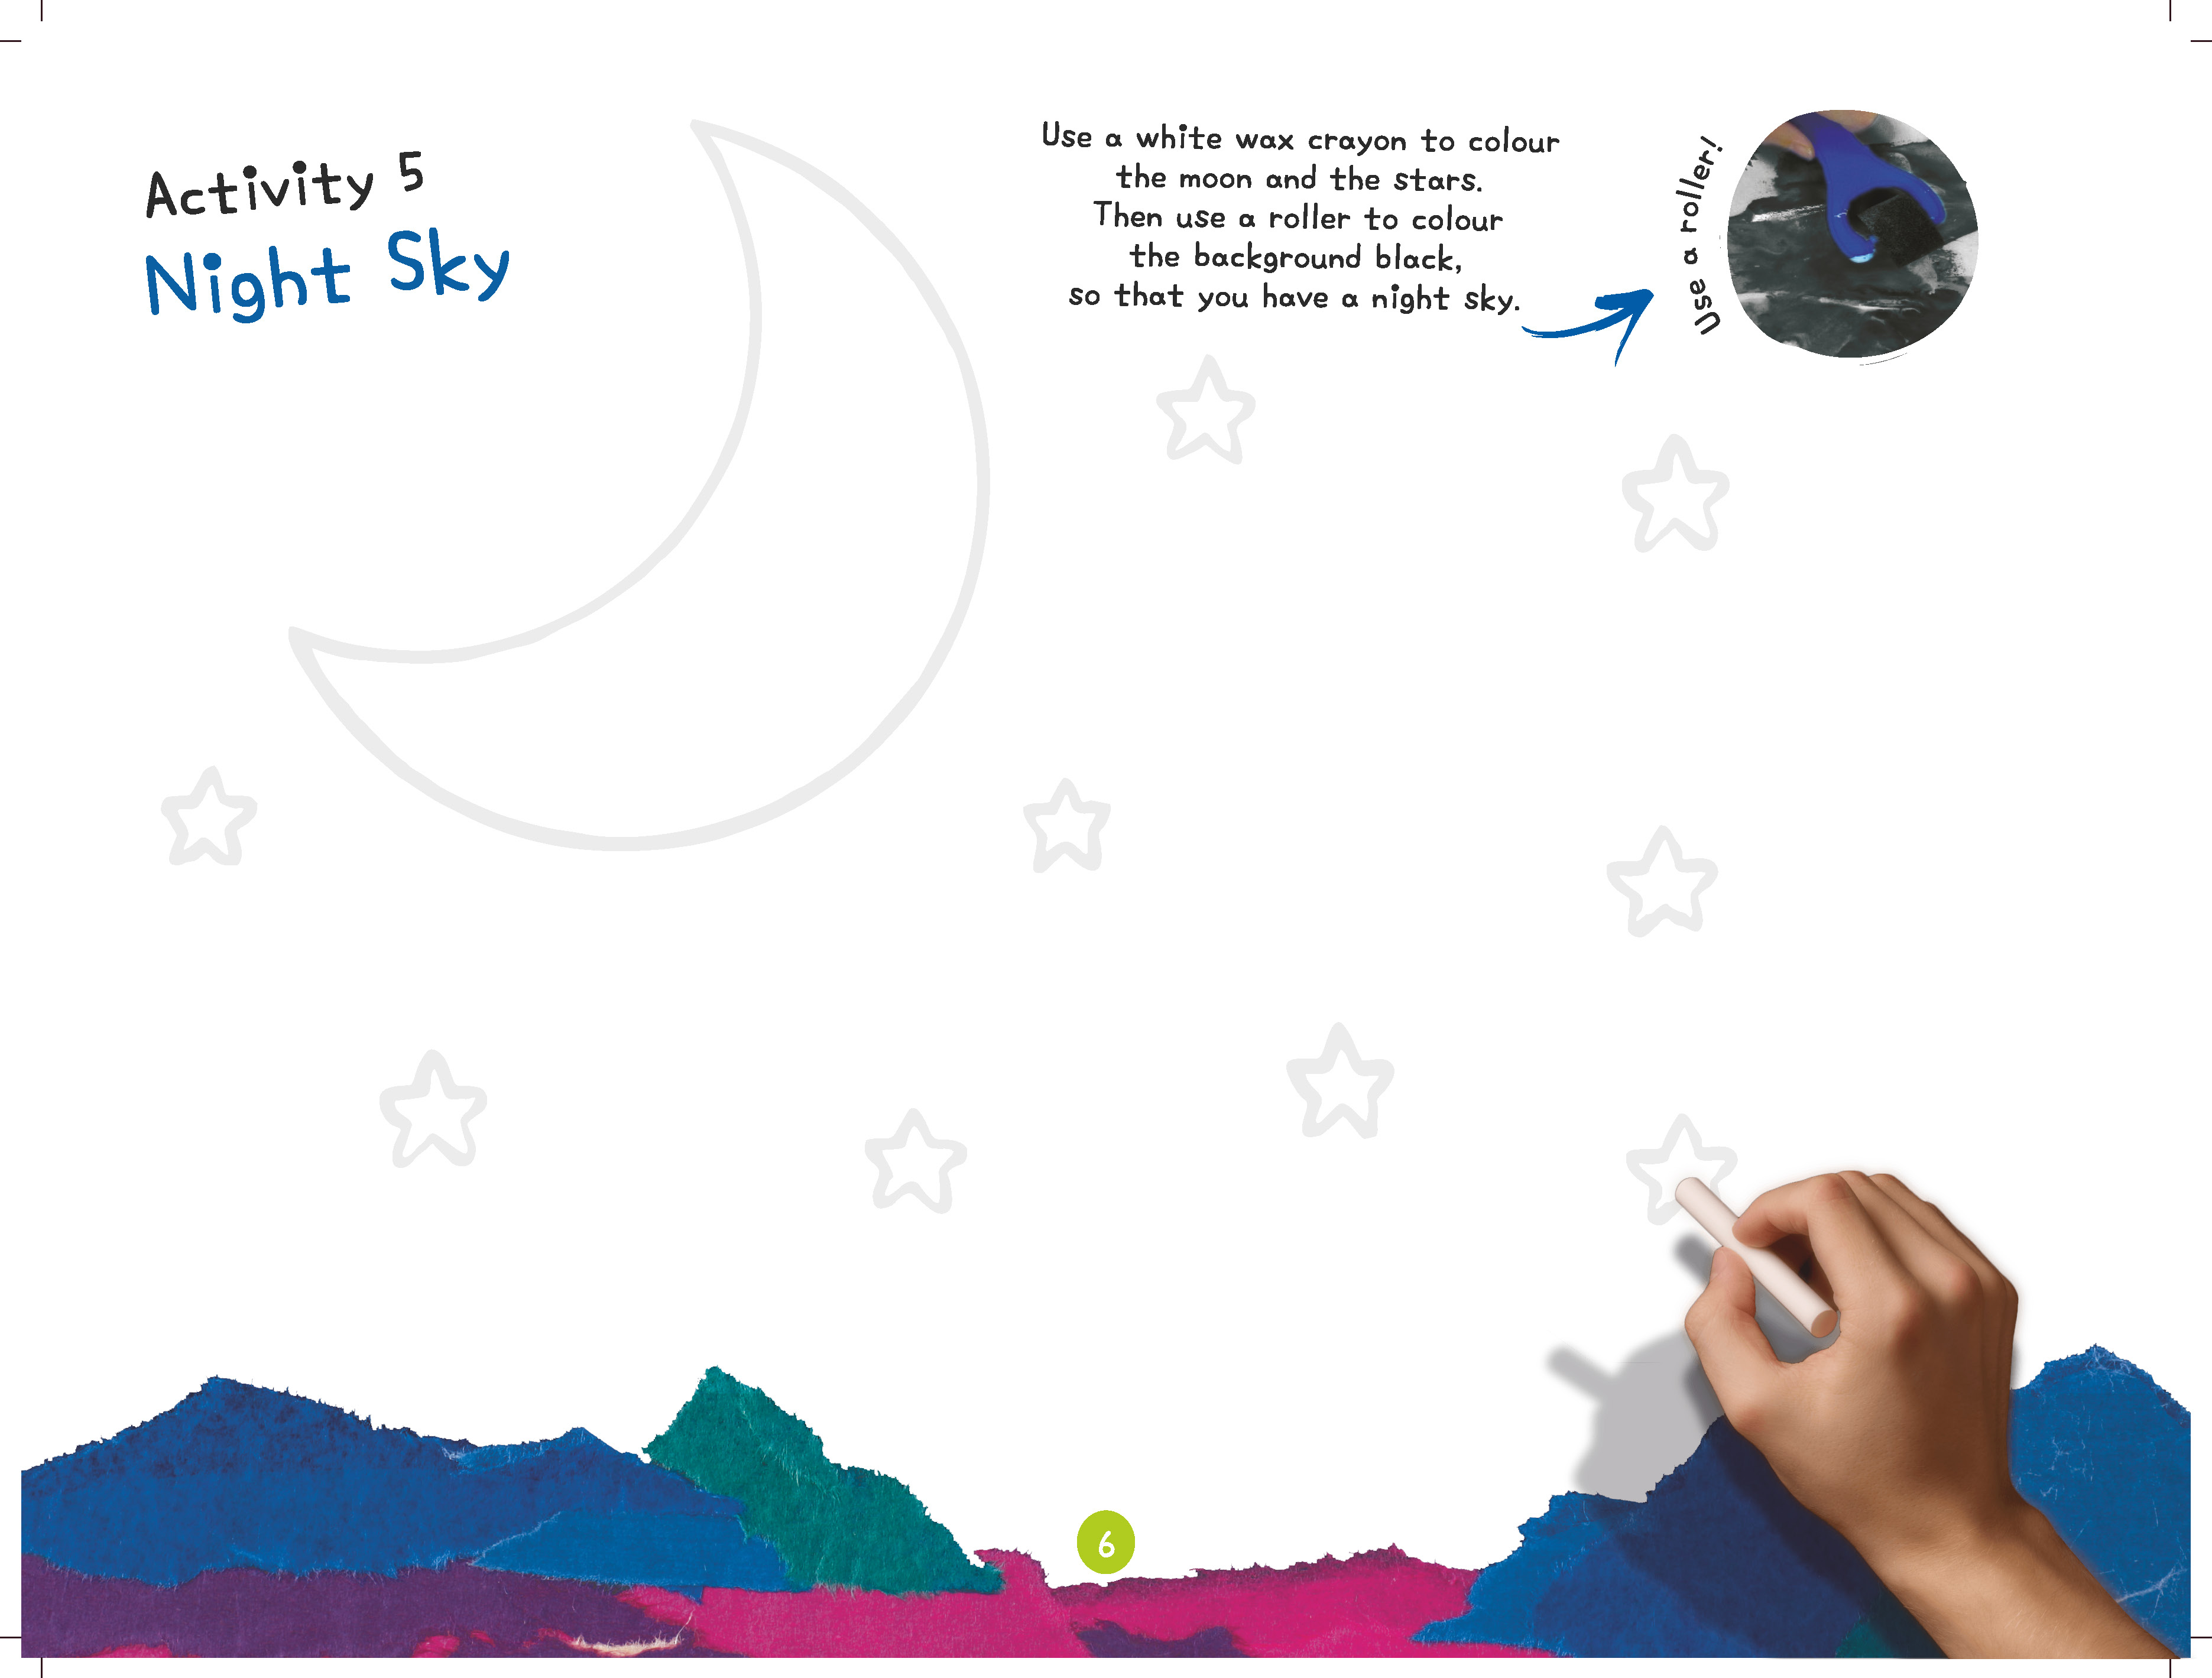 Activity 5
Night Sky
Use a white wax crayon to colour
the moon and the stars.
Then use a roller to colour
the background black,
so that you have a night sky.
Use a roller!
6